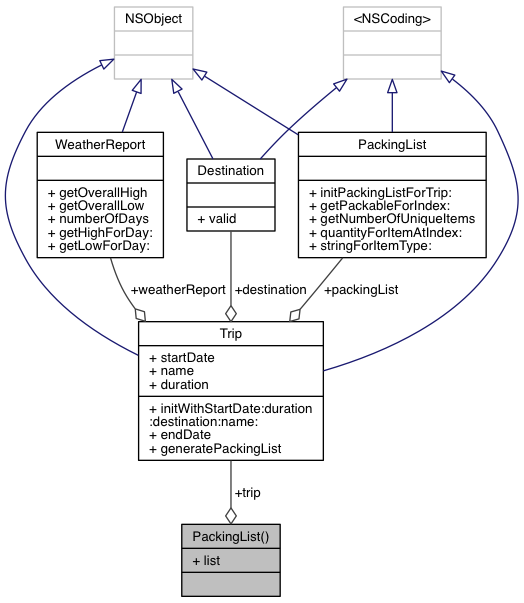 NSObject
<NSCoding>
WeatherReport
+ getOverallHigh
+ getOverallLow
+ numberOfDays
+ getHighForDay:
+ getLowForDay:
Destination
+ valid
PackingList
+ initPackingListForTrip:
+ getPackableForIndex:
+ getNumberOfUniqueItems
+ quantityForItemAtIndex:
+ stringForItemType:
+weatherReport
+destination
+packingList
Trip
+ startDate
+ name
+ duration
+ initWithStartDate:duration
:destination:name:
+ endDate
+ generatePackingList
+trip
PackingList()
+ list